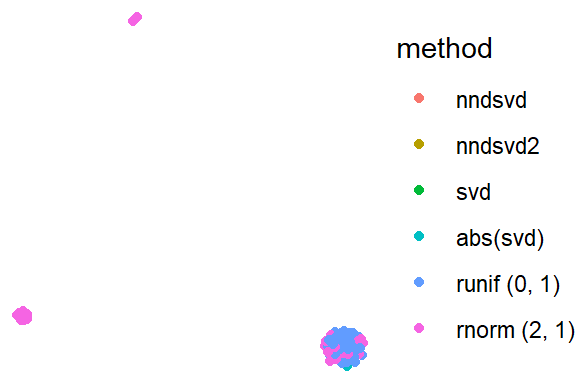 method
nndsvd
nndsvd2
svd
abs(svd)
runif (0, 1)
rnorm (2, 1)